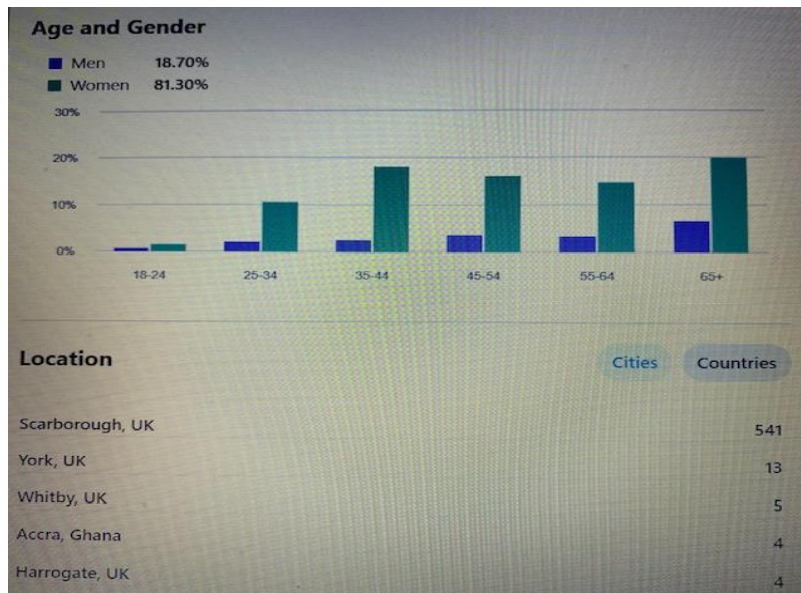 Age and Gender
Men 18.70%
Women 81.30%
30%
20%
10%
0%
18-24 25-34 35-44 45-54 55-64 65+
Location Cities Countries
Scarborough, UK 541
York, UK 13
Whitby, UK 5
Accra, Ghana 4
Harrogate, UK 4